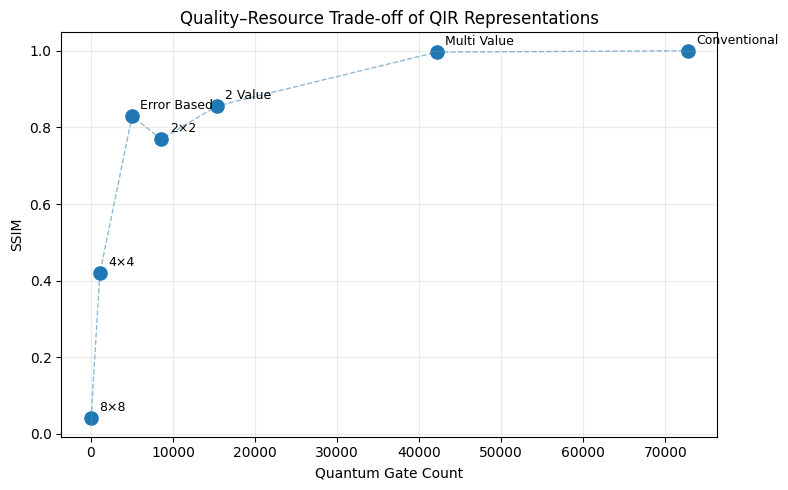 Quality–Resource Trade-off of QIR Representations
1.0
0.8
0.6
0.4
0.2
0.0
SSIM
Conventional
Multi Value
2 Value
Error Based
2×2
4×4
8×8
0 10000 20000 30000 40000 50000 60000 70000
Quantum Gate Count